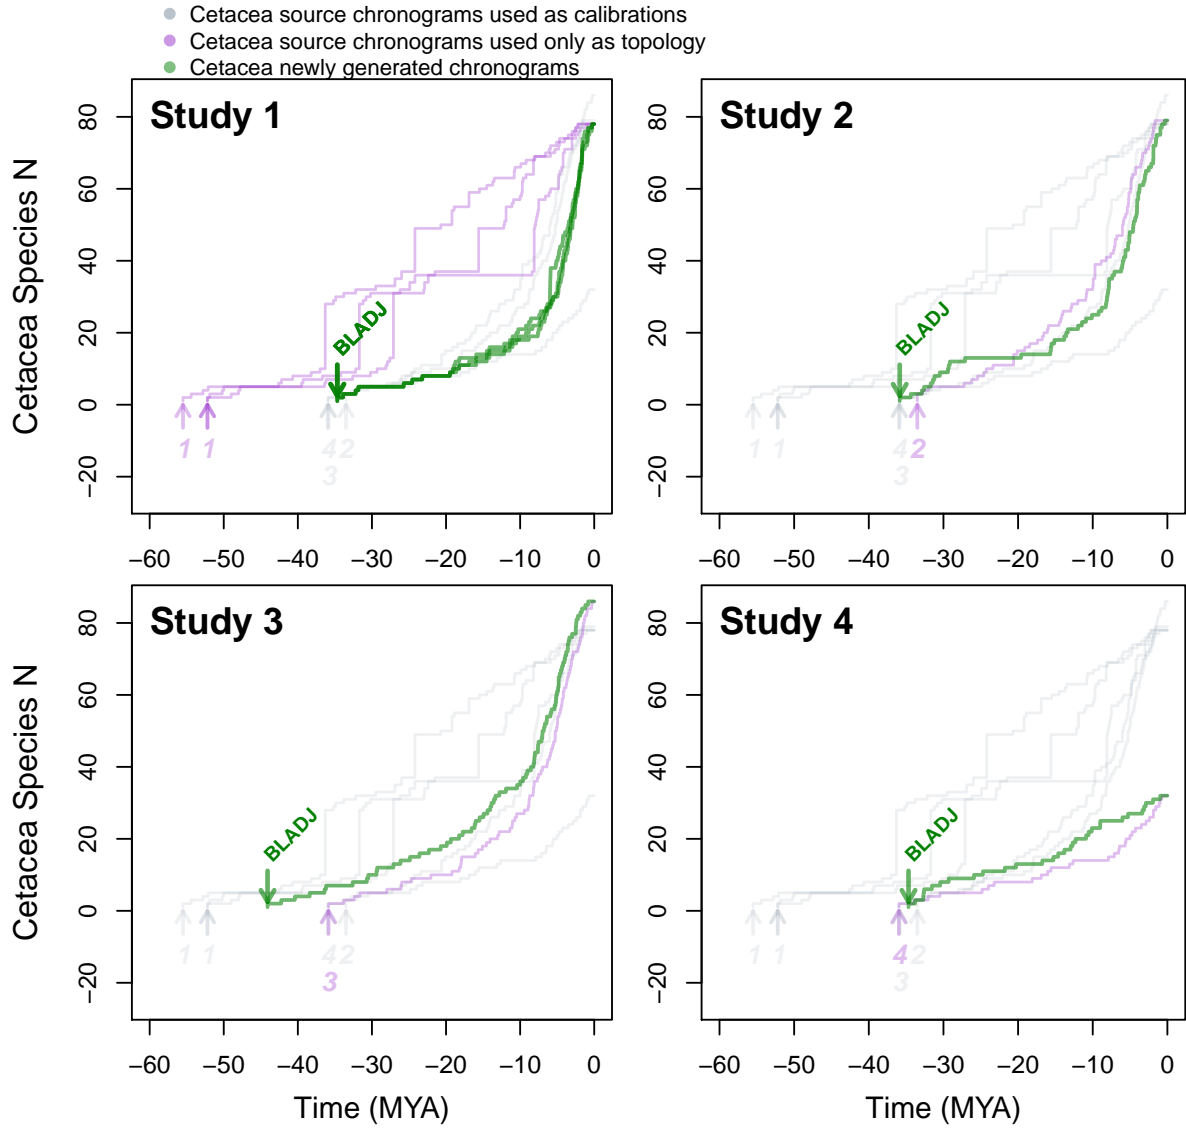 Cetacea source chronograms used as calibrations
Cetacea source chronograms used only as topology
Cetacea newly generated chronograms
Study 1
Cetacea Species N
80
60
40
20
0
−20
BLADJ
1 1 4 2
3
−60 −50 −40 −30 −20 −10 0
Study 2
80
60
40
20
0
−20
BLADJ
1 1 4 2
3
−60 −50 −40 −30 −20 −10 0
Study 3
Cetacea Species N
80
60
40
20
0
−20
BLADJ
1 1 4 2
3
−60 −50 −40 −30 −20 −10 0
Time (MYA)
Study 4
80
60
40
20
0
−20
BLADJ
1 1 4 2
3
−60 −50 −40 −30 −20 −10 0
Time (MYA)